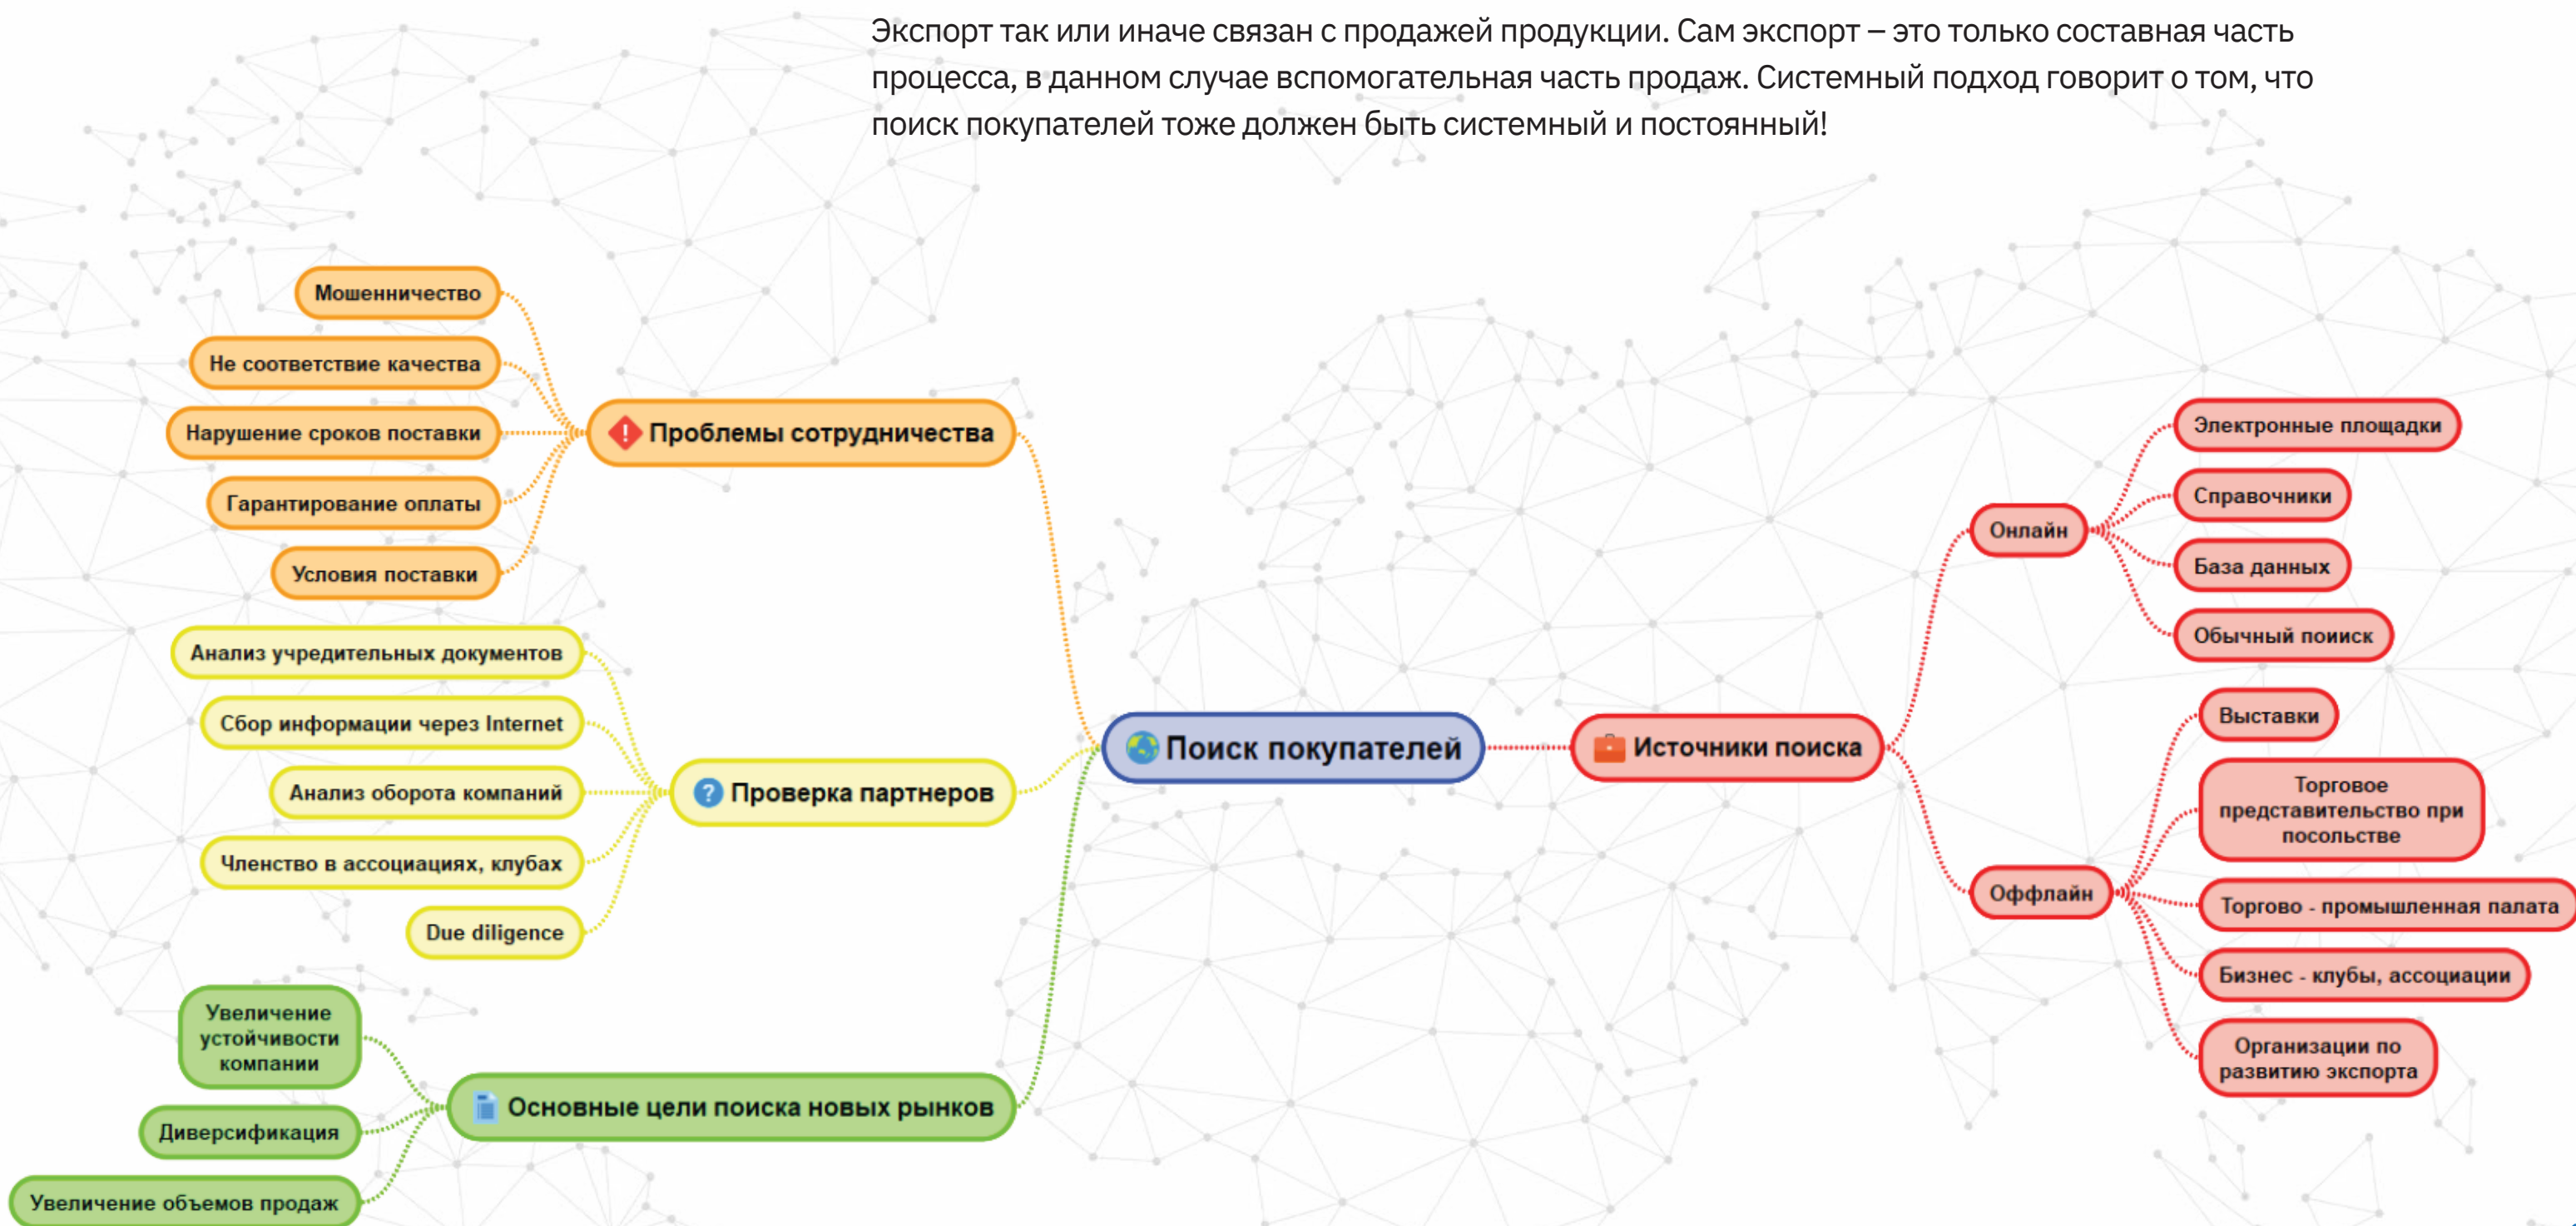 Экспорт так или иначе связан с продажей продукции. Сам экспорт – это только составная часть
процесса, в данном случае вспомогательная часть продаж. Системный подход говорит о том, что
поиск покупателей тоже должен быть системный и постоянный!
Поиск покупателей
Проблемы сотрудничества
Мошенничество
Не соответствие качества
Нарушение сроков поставки
Гарантирование оплаты
Условия поставки
Проверка партнеров
Анализ учредительных документов
Сбор информации через Internet
Анализ оборота компаний
Членство в ассоциациях, клубах
Due diligence
Основные цели поиска новых рынков
Увеличение
устойчивости
компании
Диверсификация
Увеличение объемов продаж
Источники поиска
Онлайн
Электронные площадки
Справочники
База данных
Обычный поииск
Оффлайн
Выставки
Торговое
представительство при
посольстве
Торгово - промышленная палата
Бизнес - клубы, ассоциации
Организации по
развитию экспорта